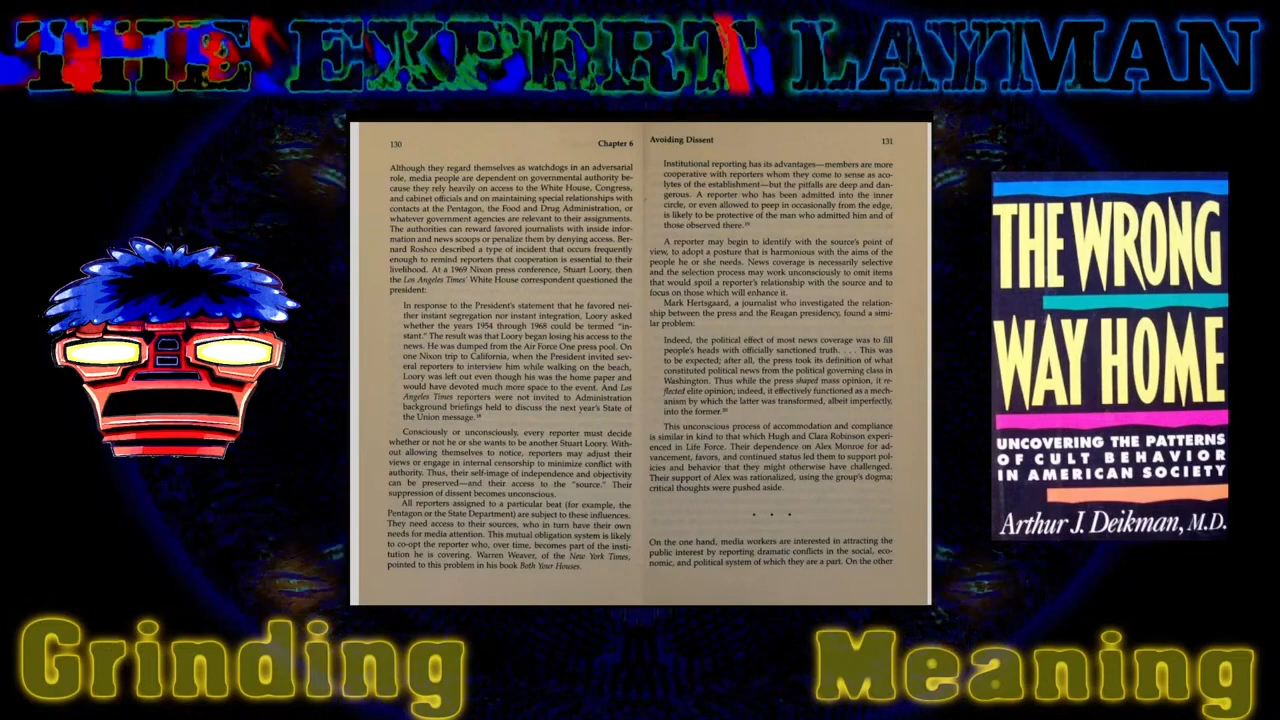 THE EXPERT LAYMAN
130
Chapter 6
Although they regard themselves as watchdogs in an adversarial
role, media people are dependent on governmental authority be-
cause they rely heavily on access to the White House, Congress,
and cabinet officials and on maintaining special relationships with
contacts at the Pentagon, the Food and Drug Administration, or
whatever government agencies are relevant to their assignments.
The authorities can reward favored journalists with inside infor-
mation and news scoops or penalize them by denying access. Ber-
nard Roshco described a type of incident that occurs frequently
enough to remind reporters that cooperation is essential to their
livelihood. At a 1969 Nixon press conference, Stuart Loory, then
the Los Angeles Times' White House correspondent questioned the
president:
In response to the President's statement that he favored nei-
ther instant segregation nor instant integration, Loory asked
whether the years 1954 through 1968 could be termed "in-
stant." The result was that Loory began losing his access to the
news. He was dumped from the Air Force One press pool. On
one Nixon trip to California, when the President invited sev-
eral reporters to interview him while walking on the beach,
Loory was left out even though his was the home paper and
would have devoted much more space to the event. And Los
Angeles Times reporters were not invited to Administration
background briefings held to discuss the next year's State of
the Union message.18
Consciously or unconsciously, every reporter must decide
whether or not he or she wants to be another Stuart Loory. With-
out allowing themselves to notice, reporters may adjust their
views or engage in internal censorship to minimize conflict with
authority. Thus, their self-image of independence and objectivity
can be preserved—and their access to the "source." Their
suppression of dissent becomes unconscious.
All reporters assigned to a particular beat (for example, the
Pentagon or the State Department) are subject to these influences.
They need access to their sources, who in turn have their own
needs for media attention. This mutual obligation system is likely
to co-opt the reporter who, over time, becomes part of the insti-
tution he is covering. Warren Weaver, of the New York Times,
pointed to this problem in his book Both Your Houses.
Avoiding Dissent
131
Institutional reporting has its advantages—members are more
cooperative with reporters whom they come to sense as aco-
lytes of the establishment—but the pitfalls are deep and dan-
gerous. A reporter who has been admitted into the inner
circle, or even allowed to peep in occasionally from the edge,
is likely to be protective of the man who admitted him and of
those observed there.19
A reporter may begin to identify with the source's point of
view, to adopt a posture that is harmonious with the aims of the
people he or she needs. News coverage is necessarily selective
and the selection process may work unconsciously to omit items
that would spoil a reporter's relationship with the source and to
focus on those which will enhance it.
Mark Hertsgaard, a journalist who investigated the relation-
ship between the press and the Reagan presidency, found a simi-
lar problem:
Indeed, the political effect of most news coverage was to fill
people's heads with officially sanctioned truth. . . . This was
to be expected; after all, the press took its definition of what
constituted political news from the political governing class in
Washington. Thus while the press shaped mass opinion, it re-
flected elite opinion; indeed, it effectively functioned as a mech-
anism by which the latter was transformed, albeit imperfectly,
into the former.20
This unconscious process of accommodation and compliance
is similar in kind to that which Hugh and Clara Robinson experi-
enced in Life Force. Their dependence on Alex Monroe for ad-
vancement, favors, and continued status led them to support pol-
icies and behavior that they might otherwise have challenged.
Their support of Alex was rationalized, using the group's dogma;
critical thoughts were pushed aside.
• • •
On the one hand, media workers are interested in attracting the
public interest by reporting dramatic conflicts in the social, eco-
nomic, and political system of which they are a part. On the other
THE WRONG
WAY HOME
UNCOVERING THE PATTERNS
OF CULT BEHAVIOR
IN AMERICAN SOCIETY
Arthur J. Deikman, M.D.
Grinding
Meaning